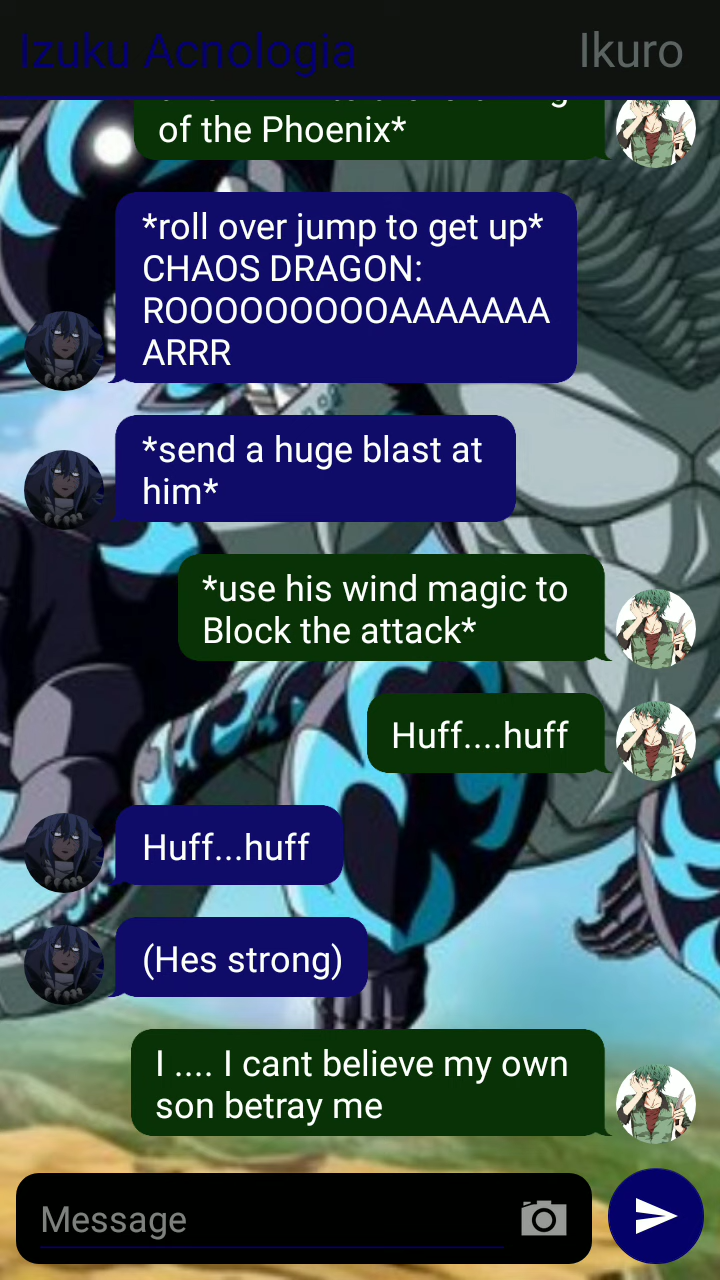 Izuku Acnologia
Ikuro
of the Phoenix*
*roll over jump to get up*
CHAOS DRAGON:
ROOOOOOOOOAAAAAAA
ARRR
*send a huge blast at
him*
*use his wind magic to
Block the attack*
Huff....huff
Huff...huff
(Hes strong)
I .... I cant believe my own
son betray me
Message